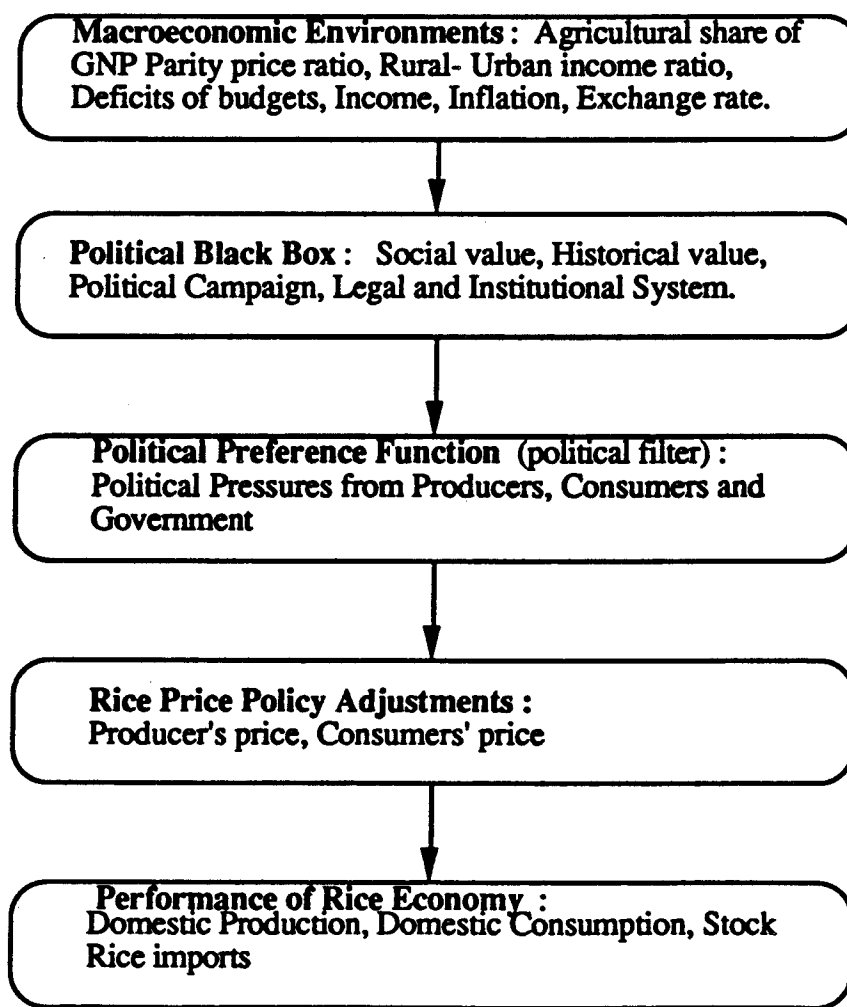 Macroeconomic Environments : Agricultural share of
GNP Parity price ratio, Rural- Urban income ratio,
Deficits of budgets, Income, Inflation, Exchange rate.
Political Black Box : Social value, Historical value,
Political Campaign, Legal and Institutional System.
Political Preference Function (political filter) :
Political Pressures from Producers, Consumers and
Government
Rice Price Policy Adjustments :
Producer's price, Consumers' price
Performance of Rice Economy :
Domestic Production, Domestic Consumption, Stock
Rice imports